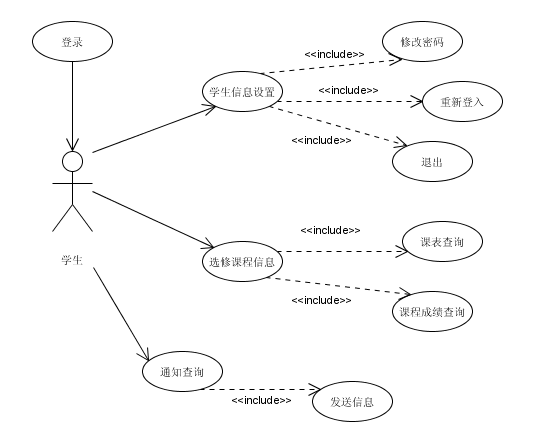 登录
修改密码
<<include>>
学生信息设置
<<include>>
重新登入
<<include>>
退出
学生
<<include>>
课表查询
选修课程信息
<<include>>
课程成绩查询
通知查询
<<include>>
发送信息